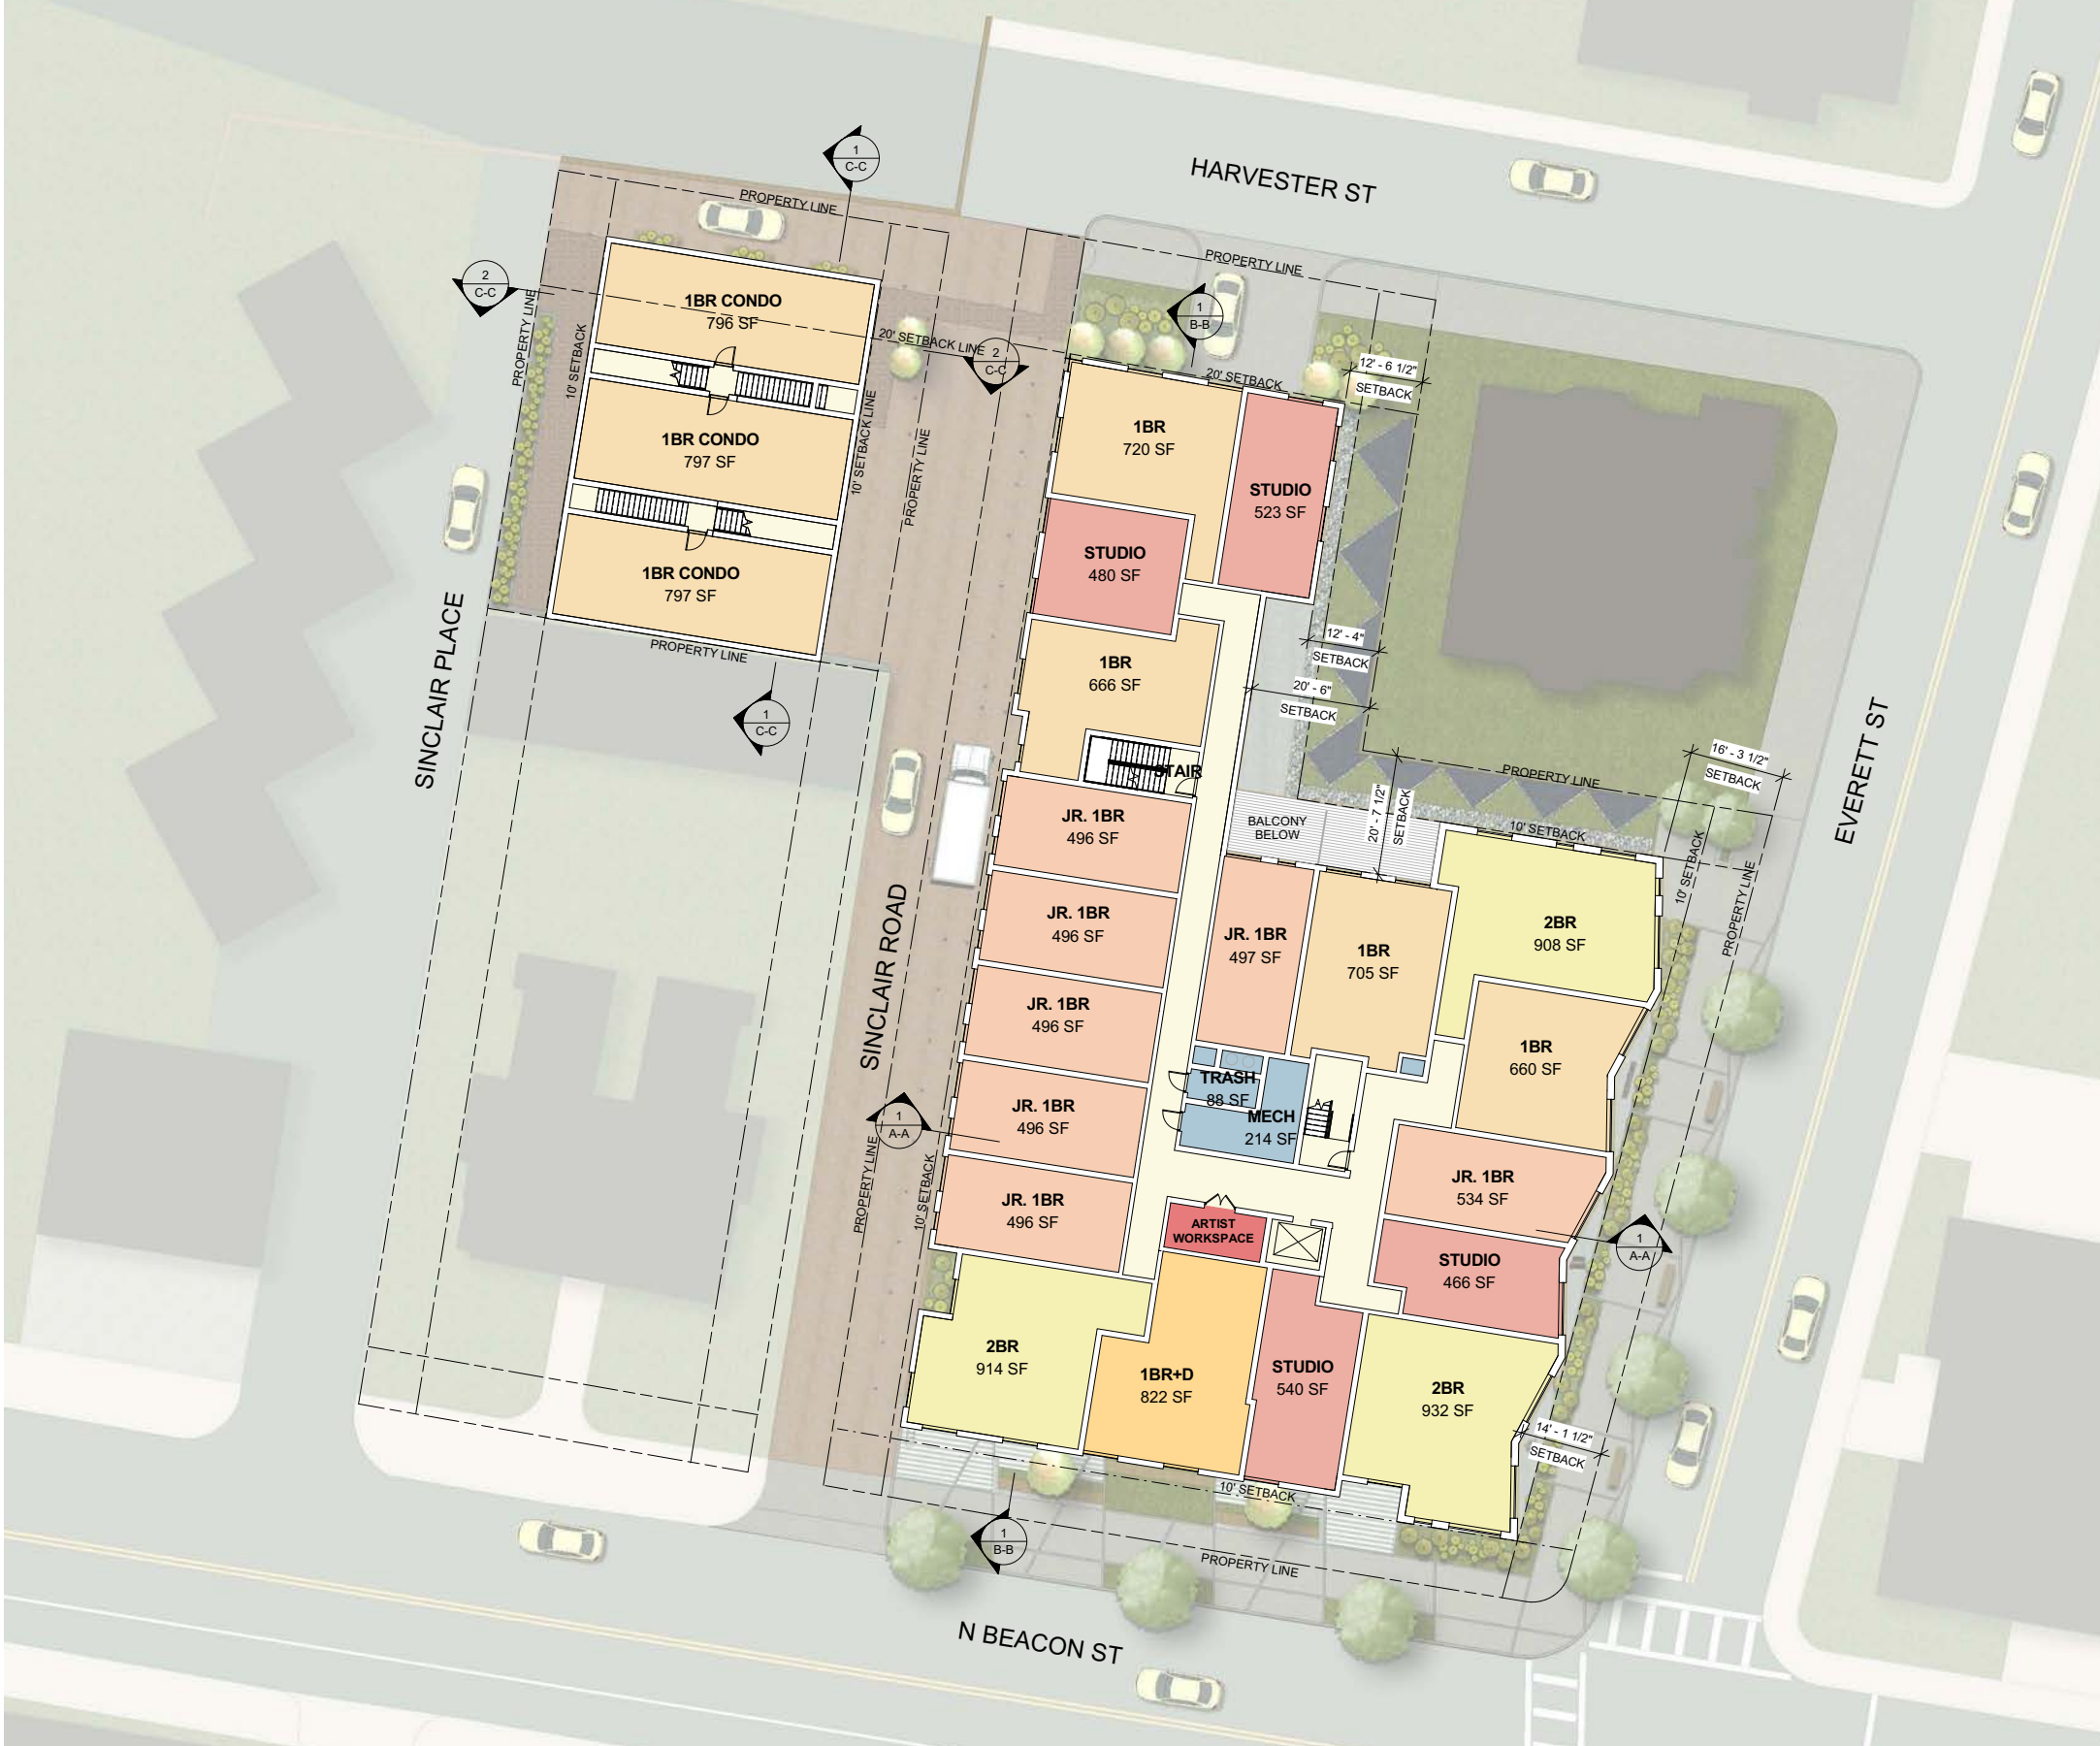 HARVESTER ST
1
C-C
PROPERTY LINE
2
C-C
PROPERTY LINE
10' SETBACK
1BR CONDO
796 SF
20' SETBACK LINE
2
C-C
1BR CONDO
797 SF
10' SETBACK LINE
PROPERTY LINE
1BR CONDO
797 SF
PROPERTY LINE
1
C-C
SINCLAIR PLACE
SINCLAIR ROAD
PROPERTY LINE
1
B-B
20' SETBACK
12' - 6 1/2"
SETBACK
1BR
720 SF
STUDIO
523 SF
STUDIO
480 SF
1BR
666 SF
12' - 4"
SETBACK
20' - 6"
SETBACK
STAIR
PROPERTY LINE
16' - 3 1/2"
SETBACK
EVERETT ST
JR. 1BR
496 SF
BALCONY
BELOW
20' - 7 1/2"
SETBACK
10' SETBACK
10' SETBACK
PROPERTY LINE
JR. 1BR
496 SF
JR. 1BR
497 SF
1BR
705 SF
2BR
908 SF
JR. 1BR
496 SF
1BR
660 SF
TRASH
88 SF
MECH
214 SF
JR. 1BR
496 SF
1
A-A
PROPERTY LINE
10' SETBACK
JR. 1BR
496 SF
ARTIST
WORKSPACE
JR. 1BR
534 SF
STUDIO
466 SF
1
A-A
2BR
914 SF
1BR+D
822 SF
STUDIO
540 SF
2BR
932 SF
14' - 1 1/2"
SETBACK
10' SETBACK
1
B-B
PROPERTY LINE
N BEACON ST